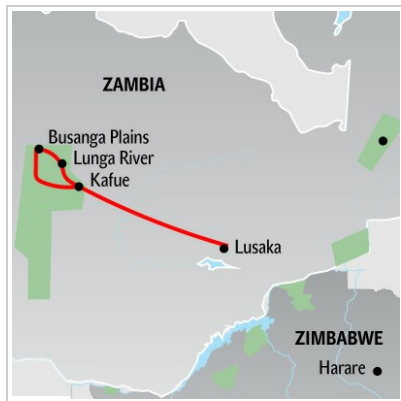 ZAMBIA
Busanga Plains
Lunga River
Kafue
Lusaka
ZIMBABWE
Harare